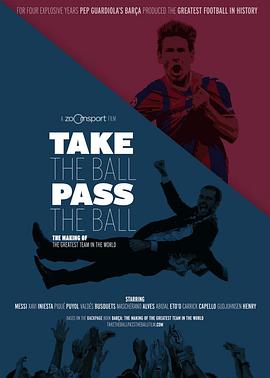 FOR FOUR EXPLOSIVE YEARS PEP GUARDIOLA'S BARÇA PRODUCED THE GREATEST FOOTBALL IN HISTORY
A zoomsport FILM
TAKE
THE BALL
PASS
THE BALL
THE MAKING OF
THE GREATEST TEAM IN THE WORLD
STARRING
MESSI XAVI INIESTA PIQUÉ PUYOL VALDÉS BUSQUETS MASCHERANO ALVES ABIDAL ETO'O CARRICK CAPELLO GUDJOHNSEN HENRY
BASED ON THE BACKPAGE BOOK BARÇA: THE MAKING OF THE GREATEST TEAM IN THE WORLD
TAKETHEBALLPASSTHEBALLFILM.COM